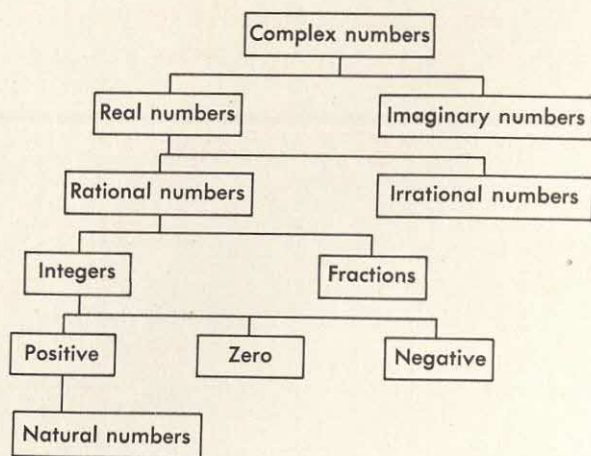 Complex numbers
Real numbers
Imaginary numbers
Rational numbers
Irrational numbers
Integers
Fractions
Positive
Zero
Negative
Natural numbers